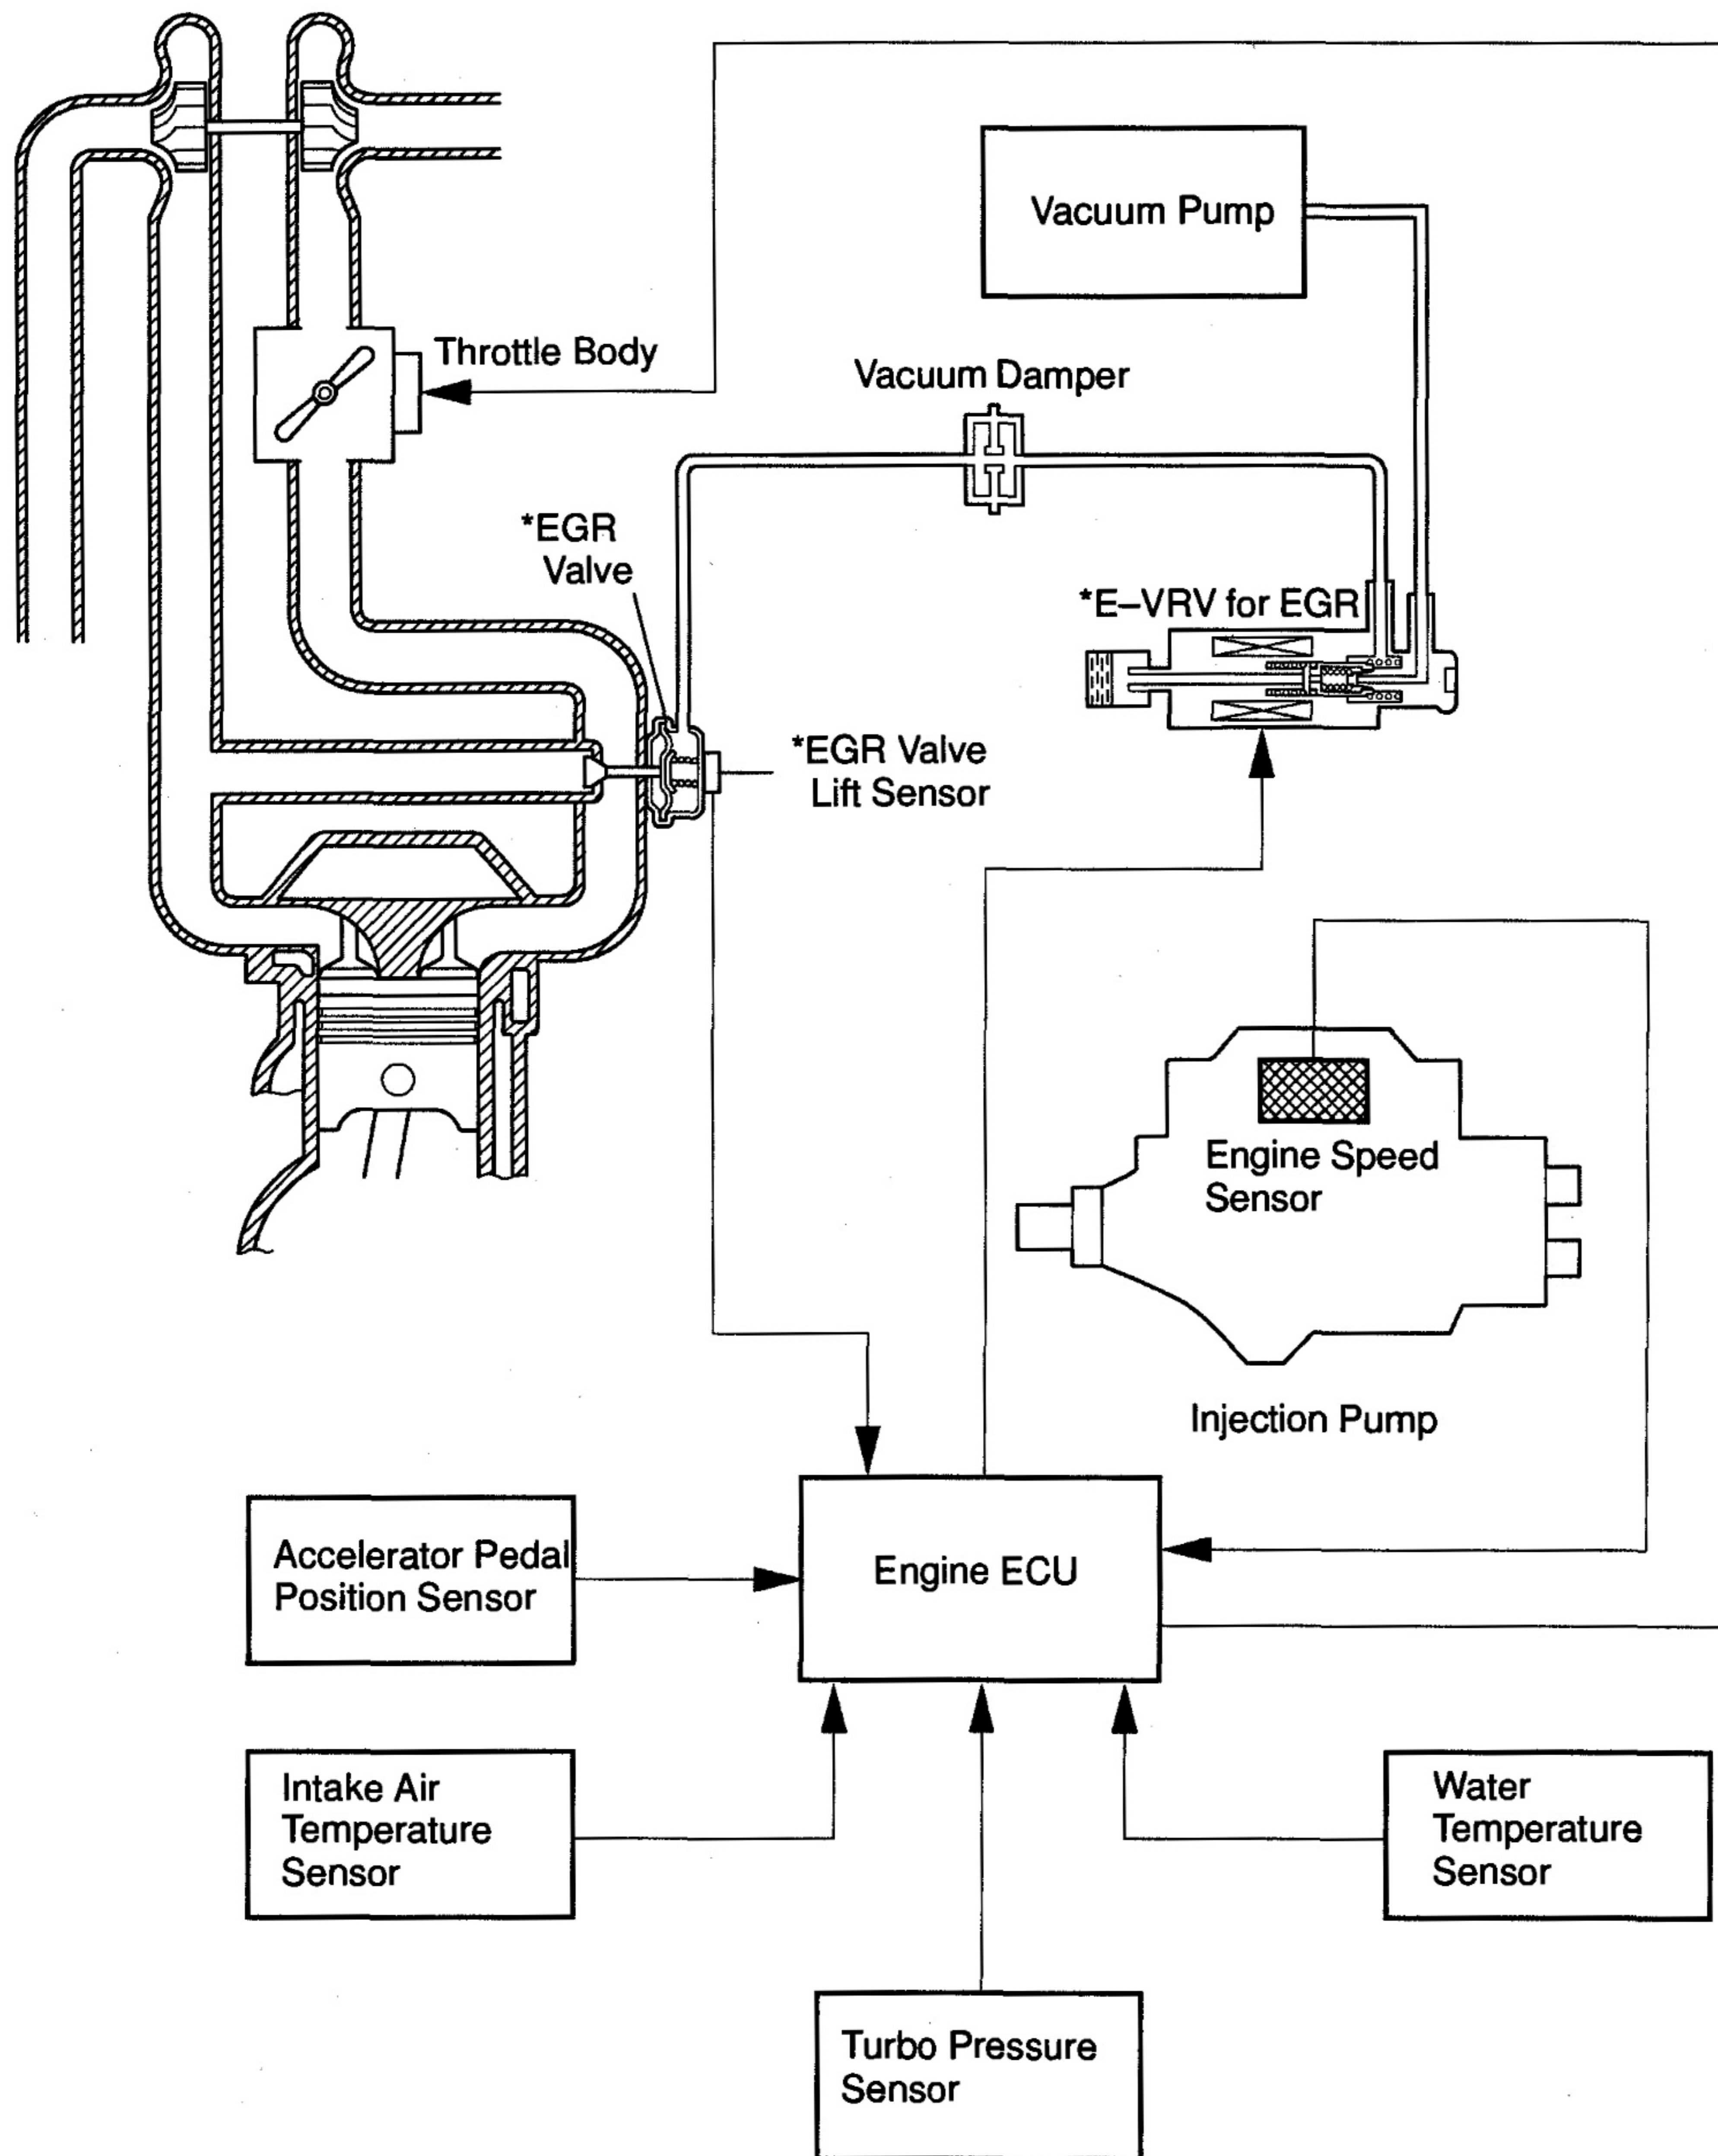 Vacuum Pump
Throttle Body
Vacuum Damper
*EGR
Valve
*E–VRV for EGR
*EGR Valve
Lift Sensor
Engine Speed
Sensor
Injection Pump
Accelerator Pedal
Position Sensor
Engine ECU
Intake Air
Temperature
Sensor
Water
Temperature
Sensor
Turbo Pressure
Sensor